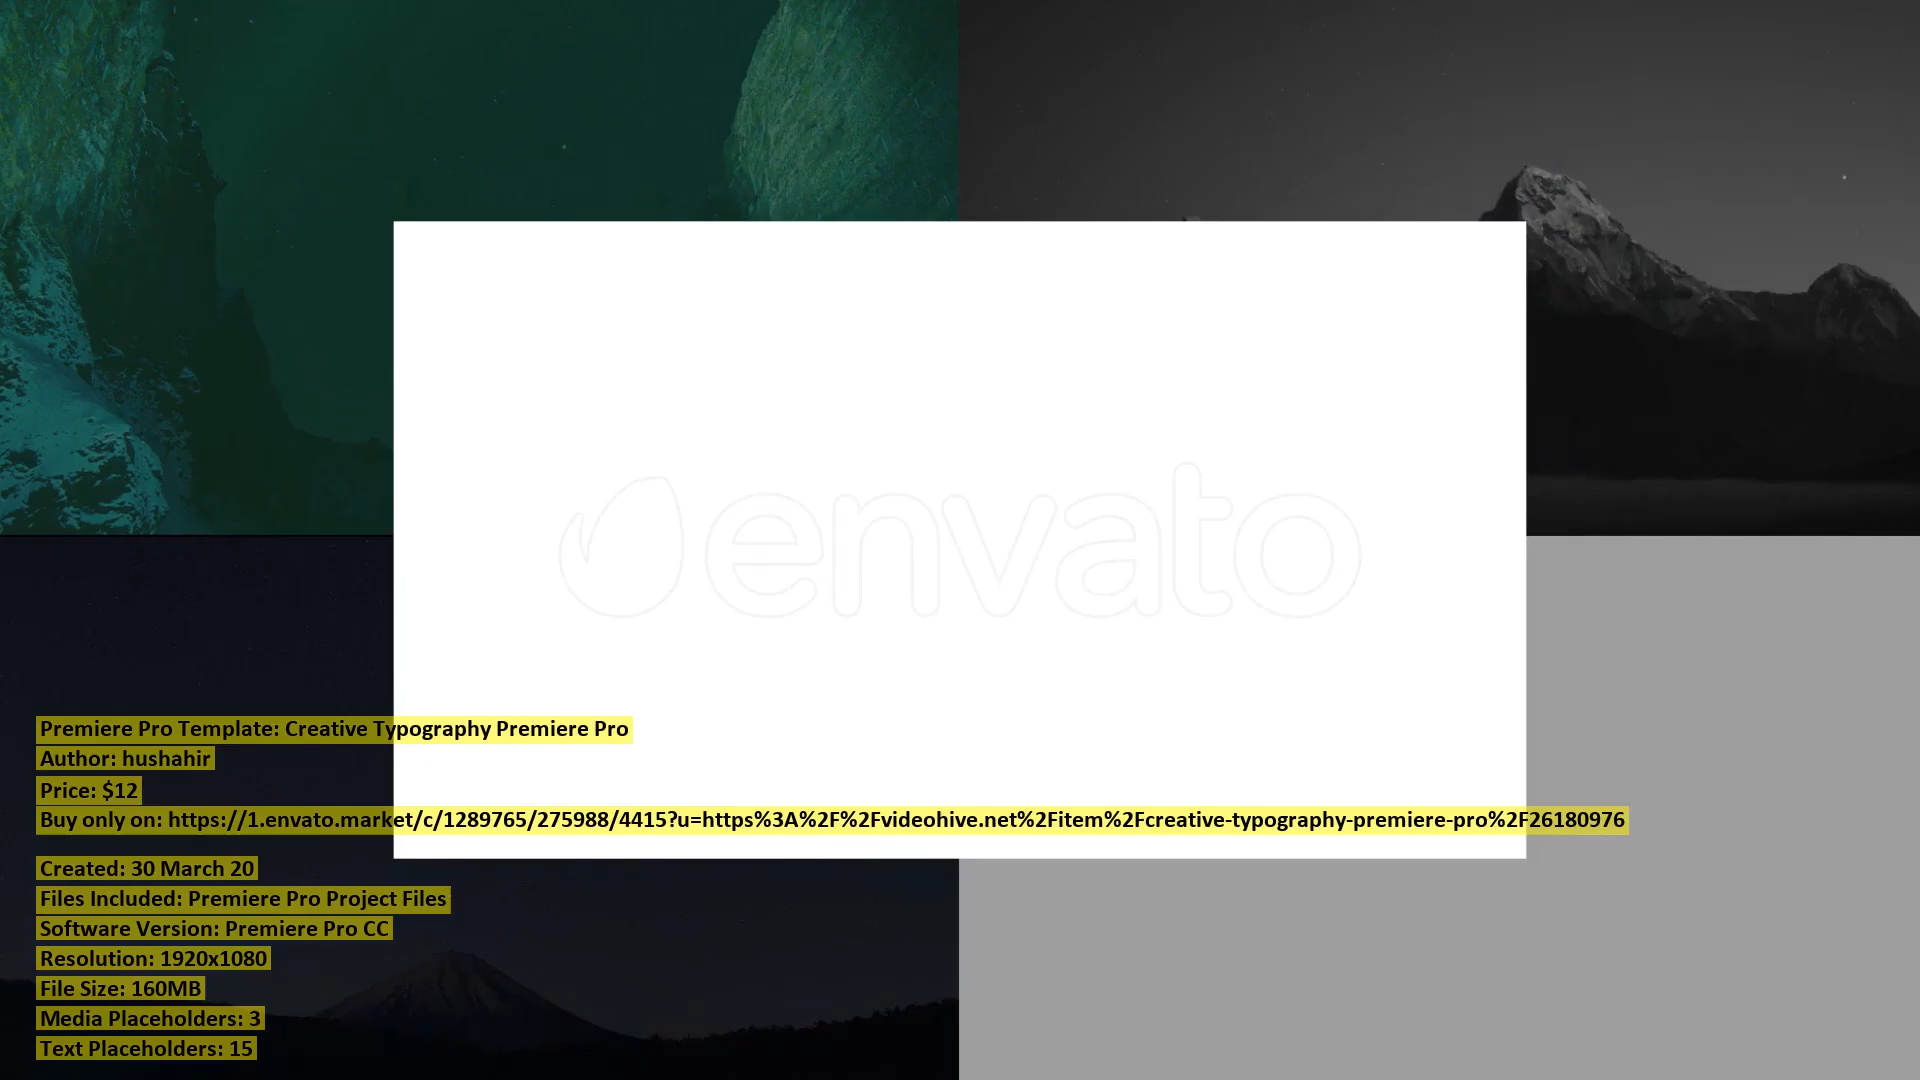 envato
Premiere Pro Template: Creative Typography Premiere Pro
Author: hushahir
Price: $12
Buy only on: https://1.envato.market/c/1289765/275988/4415?u=https%3A%2F%2Fvideohive.net%2Fitem%2Fcreative-typography-premiere-pro%2F26180976
Created: 30 March 20
Files Included: Premiere Pro Project Files
Software Version: Premiere Pro CC
Resolution: 1920x1080
File Size: 160MB
Media Placeholders: 3
Text Placeholders: 15